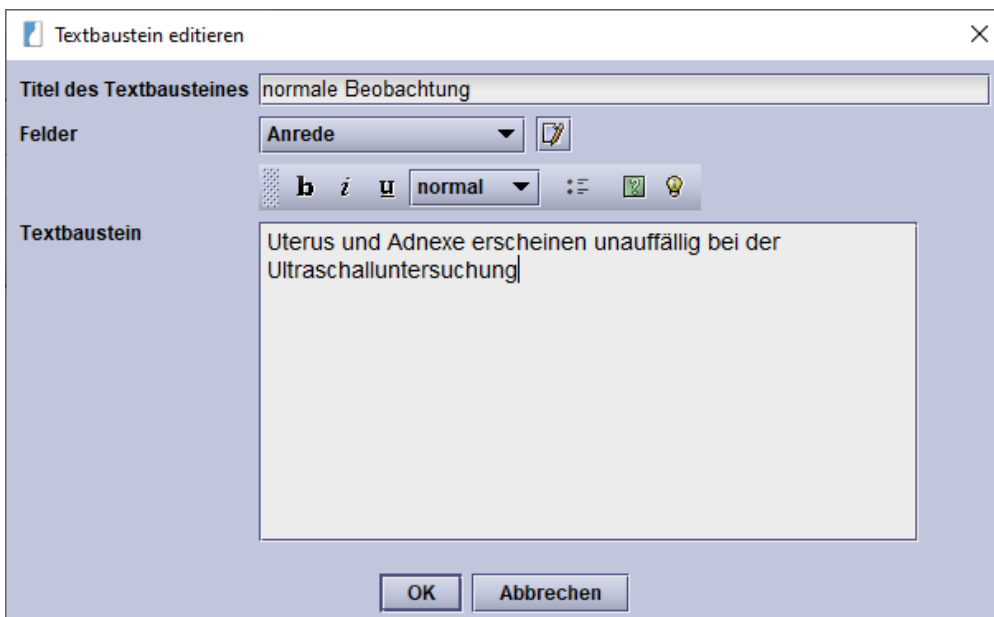 Textbaustein editieren
Titel des Textbausteines normale Beobachtung
Felder Anrede
b i u normal
Textbaustein Uterus und Adnexe erscheinen unauffällig bei der
Ultraschalluntersuchung
OK Abbrechen